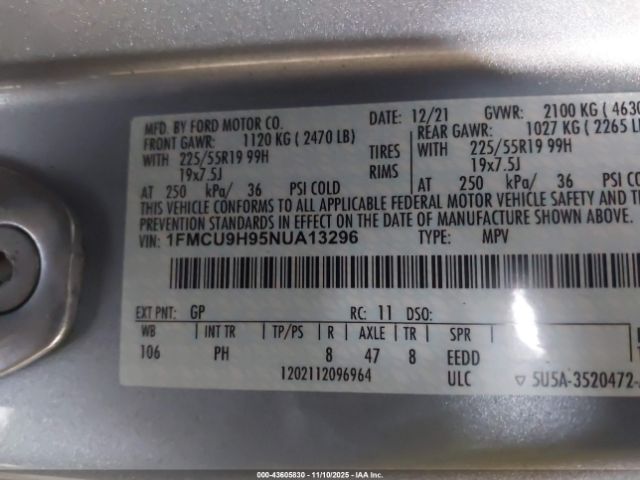 MFD. BY FORD MOTOR CO.
DATE: 12/21 GVWR: 2100 KG ( 4630
FRONT GAWR: 1120 KG ( 2470 LB)
REAR GAWR: 1027 KG ( 2265 L
WITH 225/55R19 99H TIRES WITH 225/55R19 99H
19x7.5J RIMS 19x7.5J
AT 250 kPa/ 36 PSI COLD AT 250 kPa/ 36 PSI COLD
THIS VEHICLE CONFORMS TO ALL APPLICABLE FEDERAL MOTOR VEHICLE SAFETY AN
PREVENTION STANDARDS IN EFFECT ON THE DATE OF MANUFACTURE SHOWN ABOVE.
VIN: 1FMCU9H95NUA13296 TYPE: MPV
EXT PNT: GP RC: 11 DSO:
WB INT TR TP/PS R AXLE TR SPR
106 PH 8 47 8 EEDD
1202112096964 ULC ▽ 5U5A-3520472-
000-43605830 - 11/10/2025 - IAA Inc.